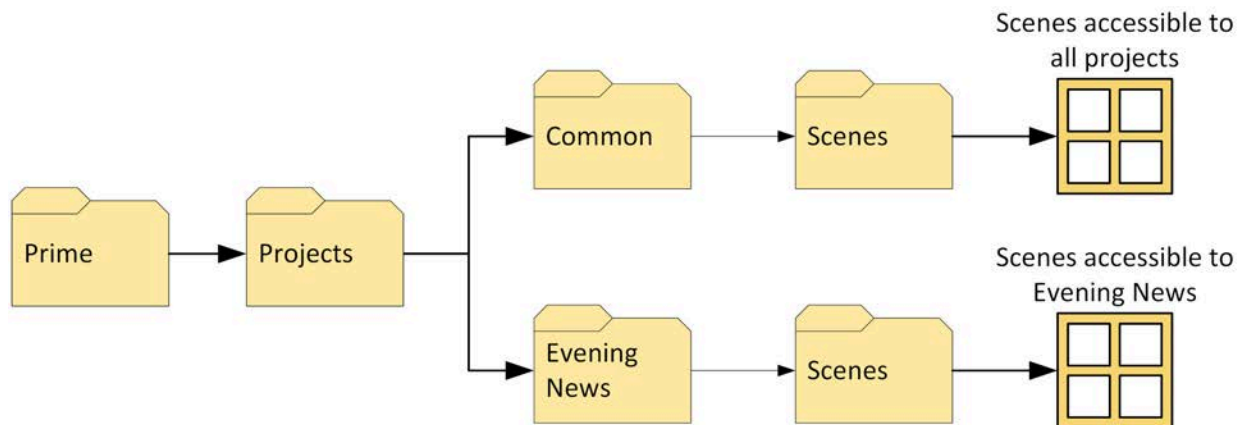 Scenes accessible to
all projects
Common
Scenes
Prime
Projects
Scenes accessible to
Evening News
Evening
News
Scenes